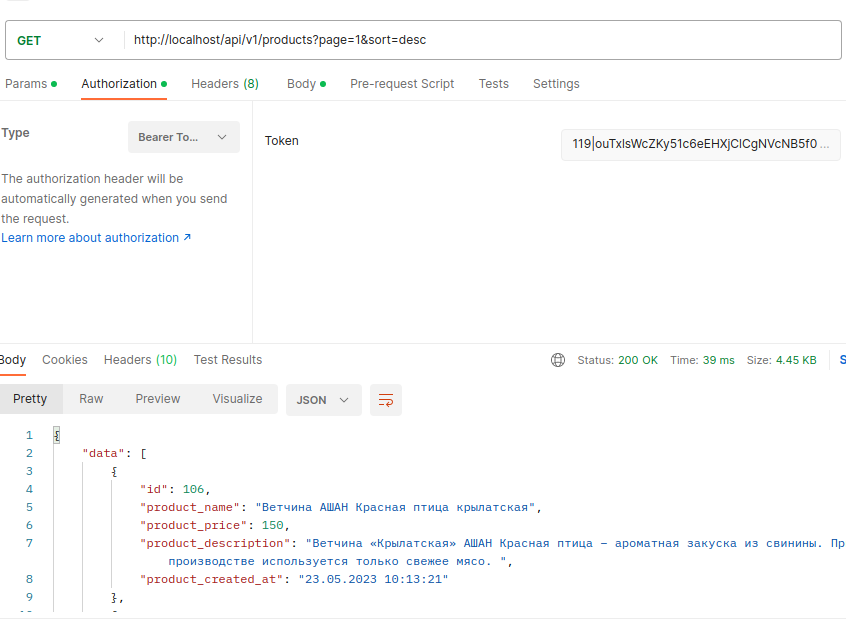 GET http://localhost/api/v1/products?page=1&sort=desc
Params Authorization Headers (8) Body Pre-request Script Tests Settings
Type Bearer To...
Token 119|ouTxIsWcZKy51c6eEHXjClCgNVcNB5f0 ...
The authorization header will be
automatically generated when you send
the request.
Learn more about authorization ↗
Body Cookies Headers (10) Test Results Status: 200 OK Time: 39 ms Size: 4.45 KB S
Pretty Raw Preview Visualize JSON
1 {
2 "data": [
3 {
4 "id": 106,
5 "product_name": "Ветчина АШАН Красная птица крылатская",
6 "product_price": 150,
7 "product_description": "Ветчина «Крылатская» АШАН Красная птица – ароматная закуска из свинины. Пр
производстве используется только свежее мясо. ",
8 "product_created_at": "23.05.2023 10:13:21"
9 },